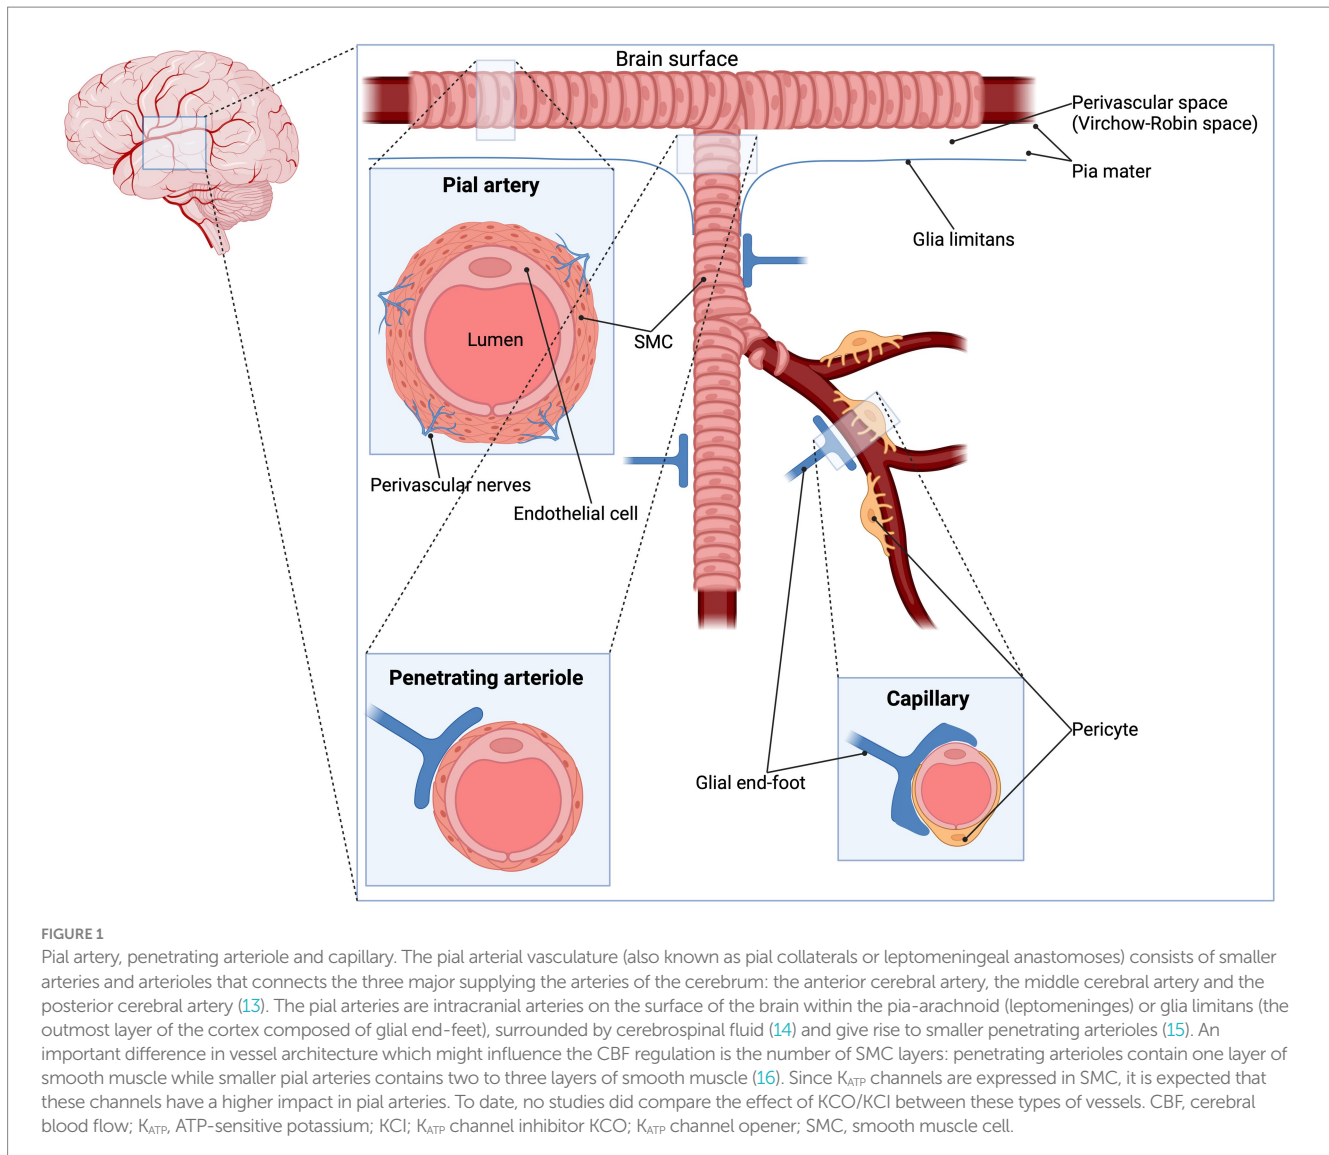 Brain surface
Perivascular space
(Virchow-Robin space)
Pia mater
Glia limitans
Pial artery
Lumen
SMC
Perivascular nerves
Endothelial cell
Penetrating arteriole
Capillary
Pericyte
Glial end-foot
FIGURE 1
Pial artery, penetrating arteriole and capillary. The pial arterial vasculature (also known as pial collaterals or leptomeningeal anastomoses) consists of smaller
arteries and arterioles that connects the three major supplying the arteries of the cerebrum: the anterior cerebral artery, the middle cerebral artery and the
posterior cerebral artery (13). The pial arteries are intracranial arteries on the surface of the brain within the pia-arachnoid (leptomeninges) or glia limitans (the
outmost layer of the cortex composed of glial end-feet), surrounded by cerebrospinal fluid (14) and give rise to smaller penetrating arterioles (15). An
important difference in vessel architecture which might influence the CBF regulation is the number of SMC layers: penetrating arterioles contain one layer of
smooth muscle while smaller pial arteries contains two to three layers of smooth muscle (16). Since KATP channels are expressed in SMC, it is expected that
these channels have a higher impact in pial arteries. To date, no studies did compare the effect of KCO/KCI between these types of vessels. CBF, cerebral
blood flow; KATP, ATP-sensitive potassium; KCI; KATP channel inhibitor KCO; KATP channel opener; SMC, smooth muscle cell.